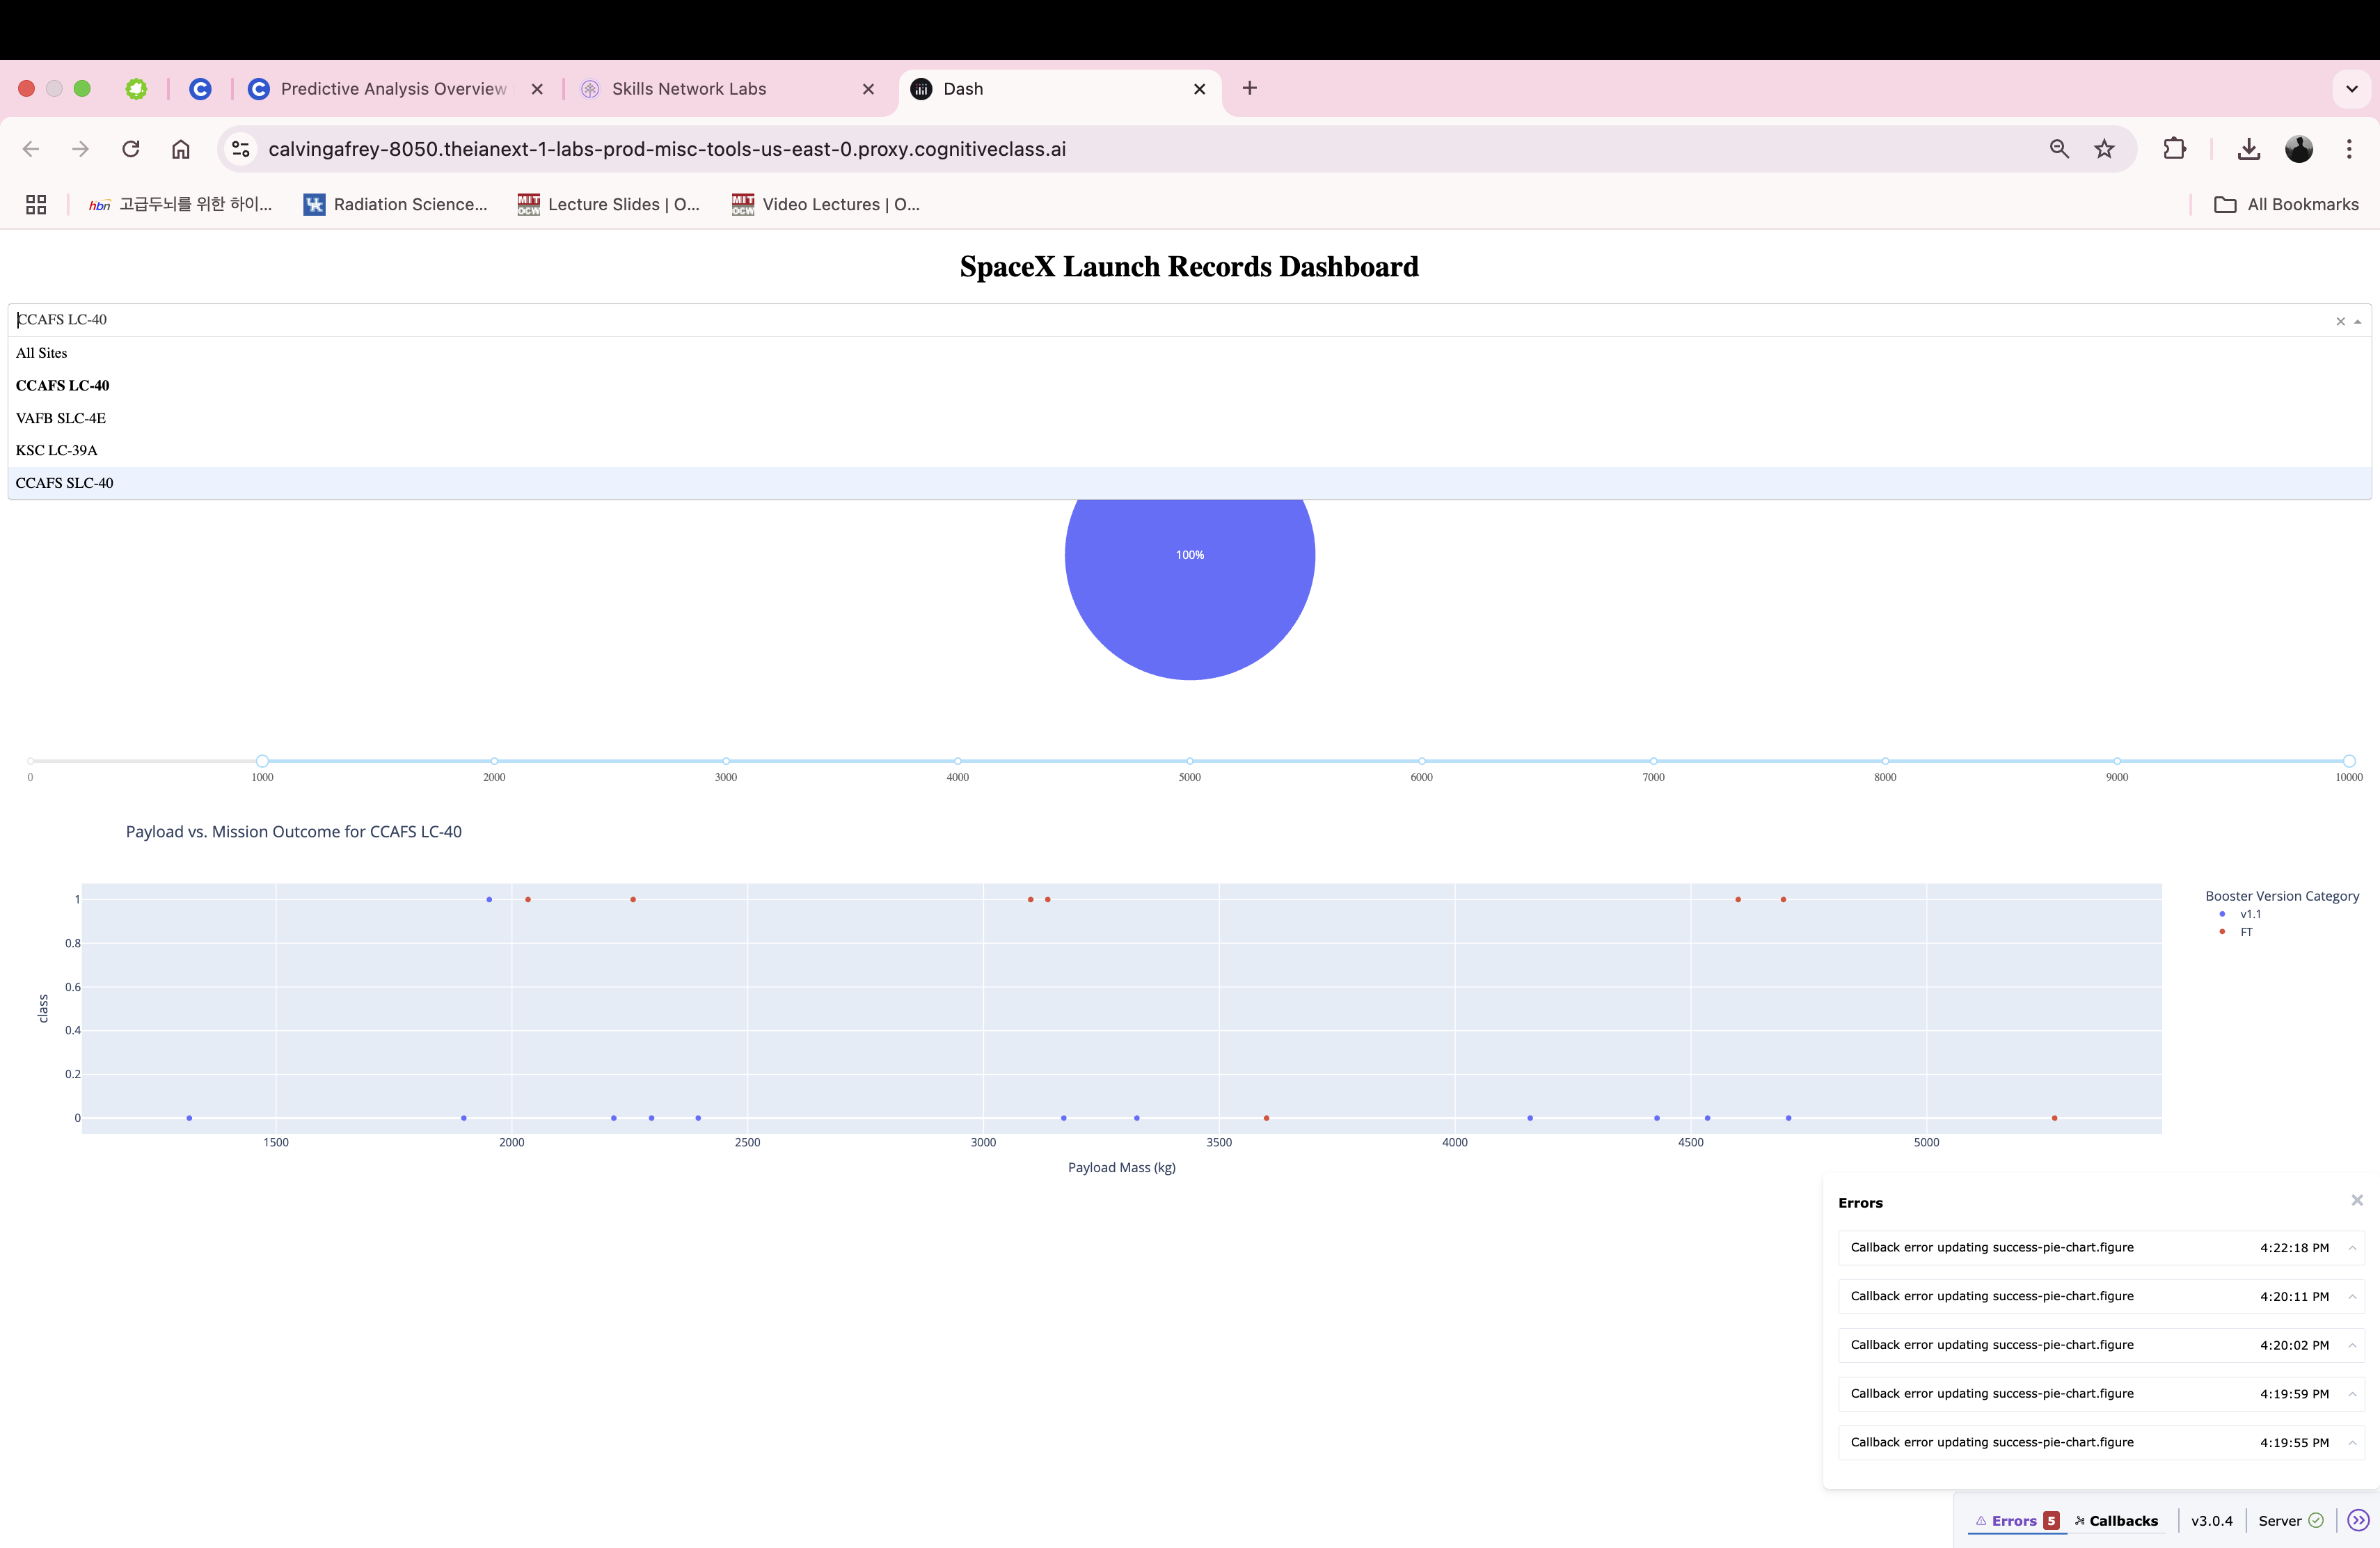 Predictive Analysis Overview
Skills Network Labs
Dash
calvingafrey-8050.theianext-1-labs-prod-misc-tools-us-east-0.proxy.cognitiveclass.ai
hbn 고급두뇌를 위한 하이...
UK Radiation Science...
MIT OCW Lecture Slides | O...
MIT OCW Video Lectures | O...
All Bookmarks
SpaceX Launch Records Dashboard
CCAFS LC-40
All Sites
CCAFS LC-40
VAFB SLC-4E
KSC LC-39A
CCAFS SLC-40
100%
0 1000 2000 3000 4000 5000 6000 7000 8000 9000 10000
Payload vs. Mission Outcome for CCAFS LC-40
Booster Version Category
v1.1
FT
1
0.8
0.6
0.4
0.2
0
class
1500 2000 2500 3000 3500 4000 4500 5000
Payload Mass (kg)
Errors
Callback error updating success-pie-chart.figure 4:22:18 PM
Callback error updating success-pie-chart.figure 4:20:11 PM
Callback error updating success-pie-chart.figure 4:20:02 PM
Callback error updating success-pie-chart.figure 4:19:59 PM
Callback error updating success-pie-chart.figure 4:19:55 PM
Errors 5 Callbacks v3.0.4 Server